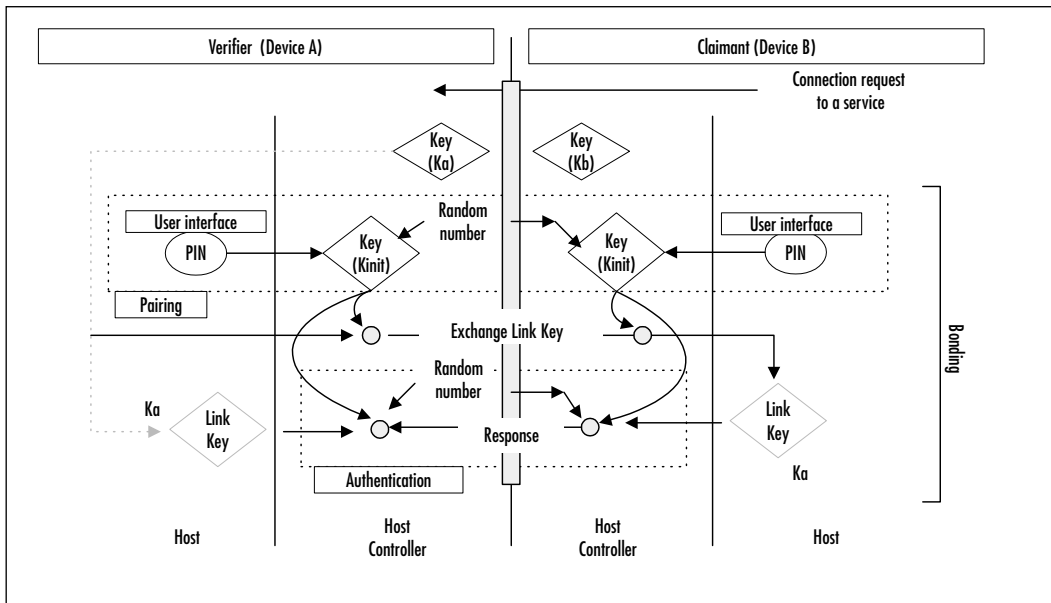 Verifier (Device A)
Claimant (Device B)
Connection request
to a service
Key
(Ka)
Key
(Kb)
User interface
PIN
Key
(Kinit)
Random
number
Key
(Kinit)
User interface
PIN
Pairing
Exchange Link Key
Bonding
Random
number
Ka
Link
Key
Response
Link
Key
Ka
Authentication
Host
Host
Controller
Host
Controller
Host